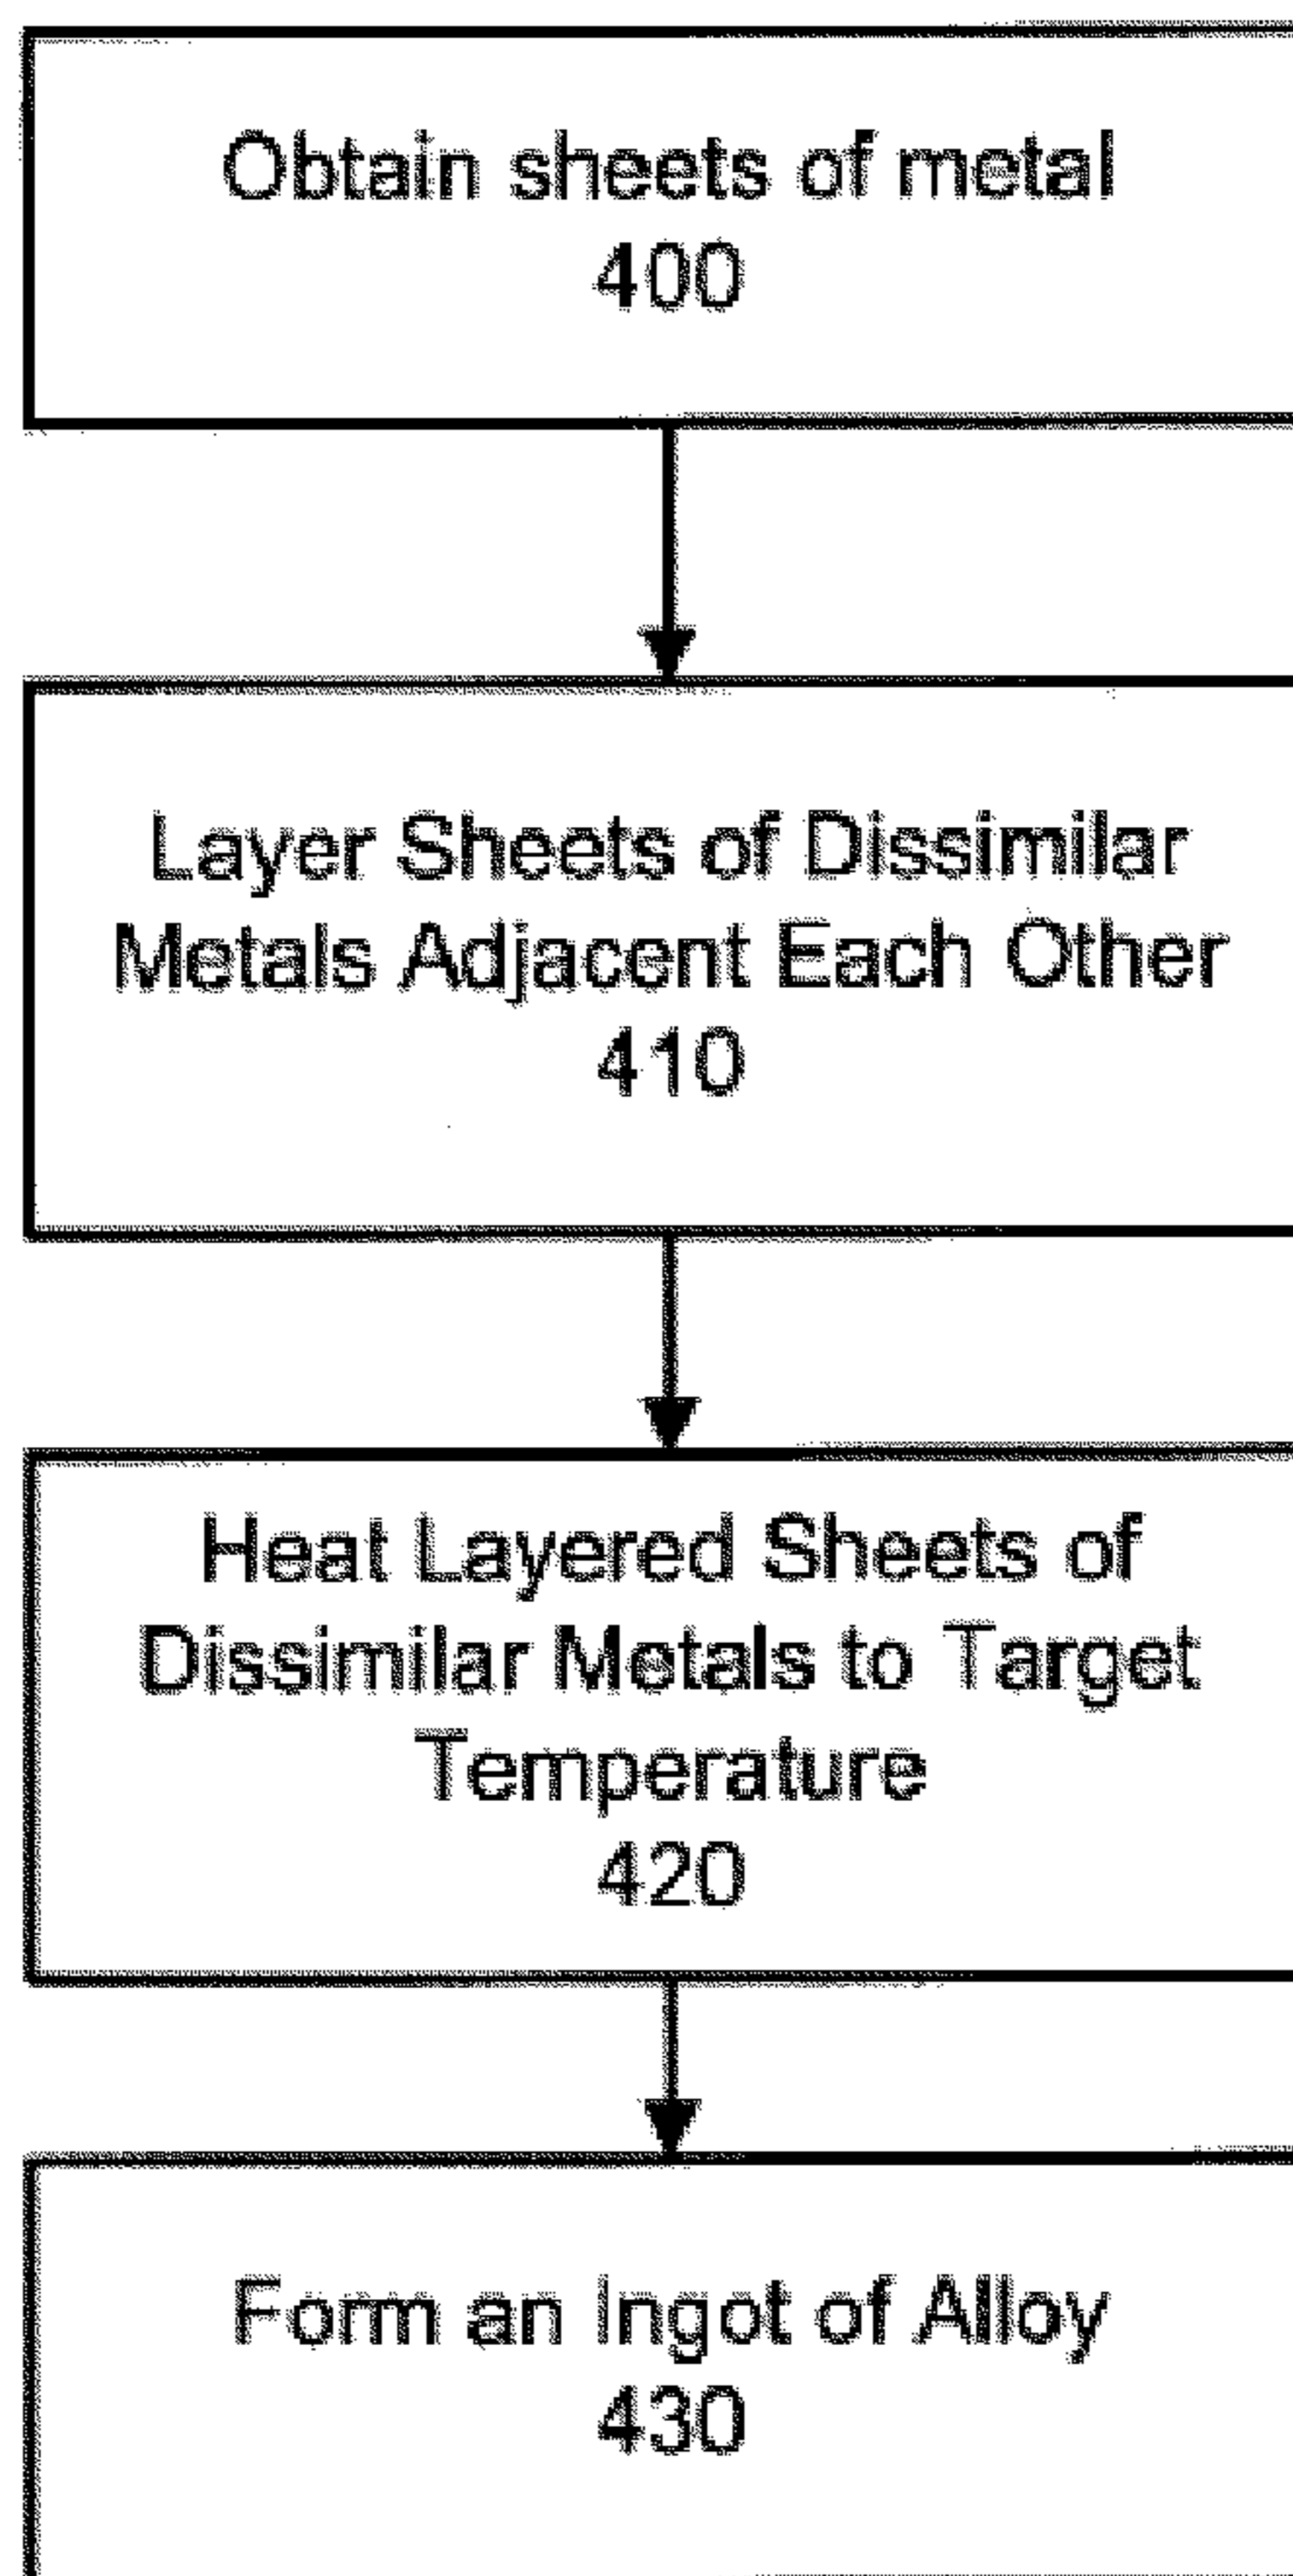 Obtain sheets of metal
400
Layer Sheets of Dissimilar
Metals Adjacent Each Other
410
Heat Layered Sheets of
Dissimilar Metals to Target
Temperature
420
Form an Ingot of Alloy
430